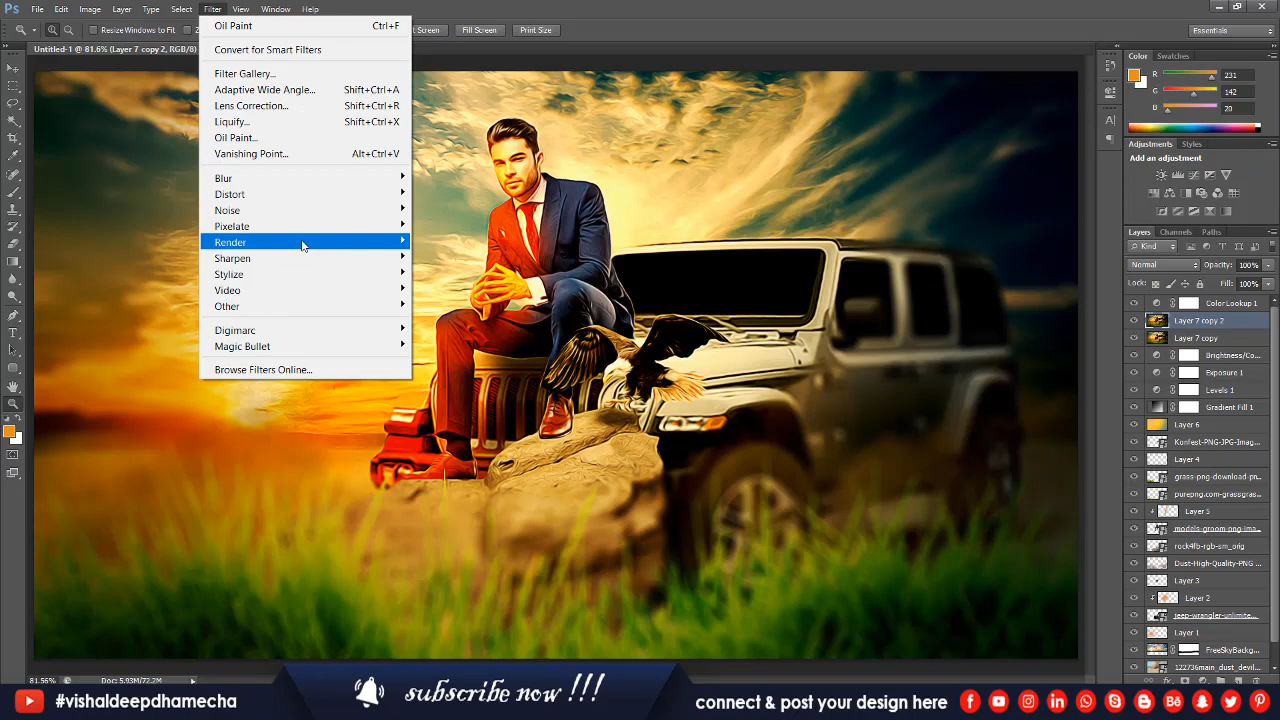 Ps File Edit Image Layer Type Select Filter View Window Help
Resize Windows to Fit
Screen
Fill Screen
Print Size
Essentials
Untitled-1 @ 81.6% (Layer 7 copy 2, RGB/8)
Oil Paint Ctrl+F
Convert for Smart Filters
Filter Gallery...
Adaptive Wide Angle... Shift+Ctrl+A
Lens Correction... Shift+Ctrl+R
Liquify... Shift+Ctrl+X
Oil Paint...
Vanishing Point... Alt+Ctrl+V
Blur
Distort
Noise
Pixelate
Render
Sharpen
Stylize
Video
Other
Digimarc
Magic Bullet
Browse Filters Online...
Color Swatches
R 231
G 142
B 20
Adjustments Styles
Add an adjustment
Layers Channels Paths
Kind
Normal Opacity: 100%
Lock: Fill: 100%
Color Lookup 1
Layer 7 copy 2
Layer 7 copy
Brightness/Co...
Exposure 1
Levels 1
Gradient Fill 1
Layer 6
Konfest-PNG-JPG-Imag...
Layer 4
grass-png-download-pn...
purepng.com-grassgras...
Layer 5
models-groom-png-ima...
rock4fb-rgb-sm_orig
Dust-High-Quality-PNG
Layer 3
Layer 2
jeep-wrangler-unlimite...
Layer 1
FreeSkyBackg...
122736main_dust_devil...
81.56% Doc: 5.93M/72.2M
#vishaldeepdhamecha
subscribe now !!!
connect & post your design here